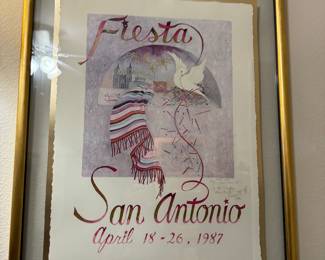 Fiesta
San Antonio
April 18-26, 1987